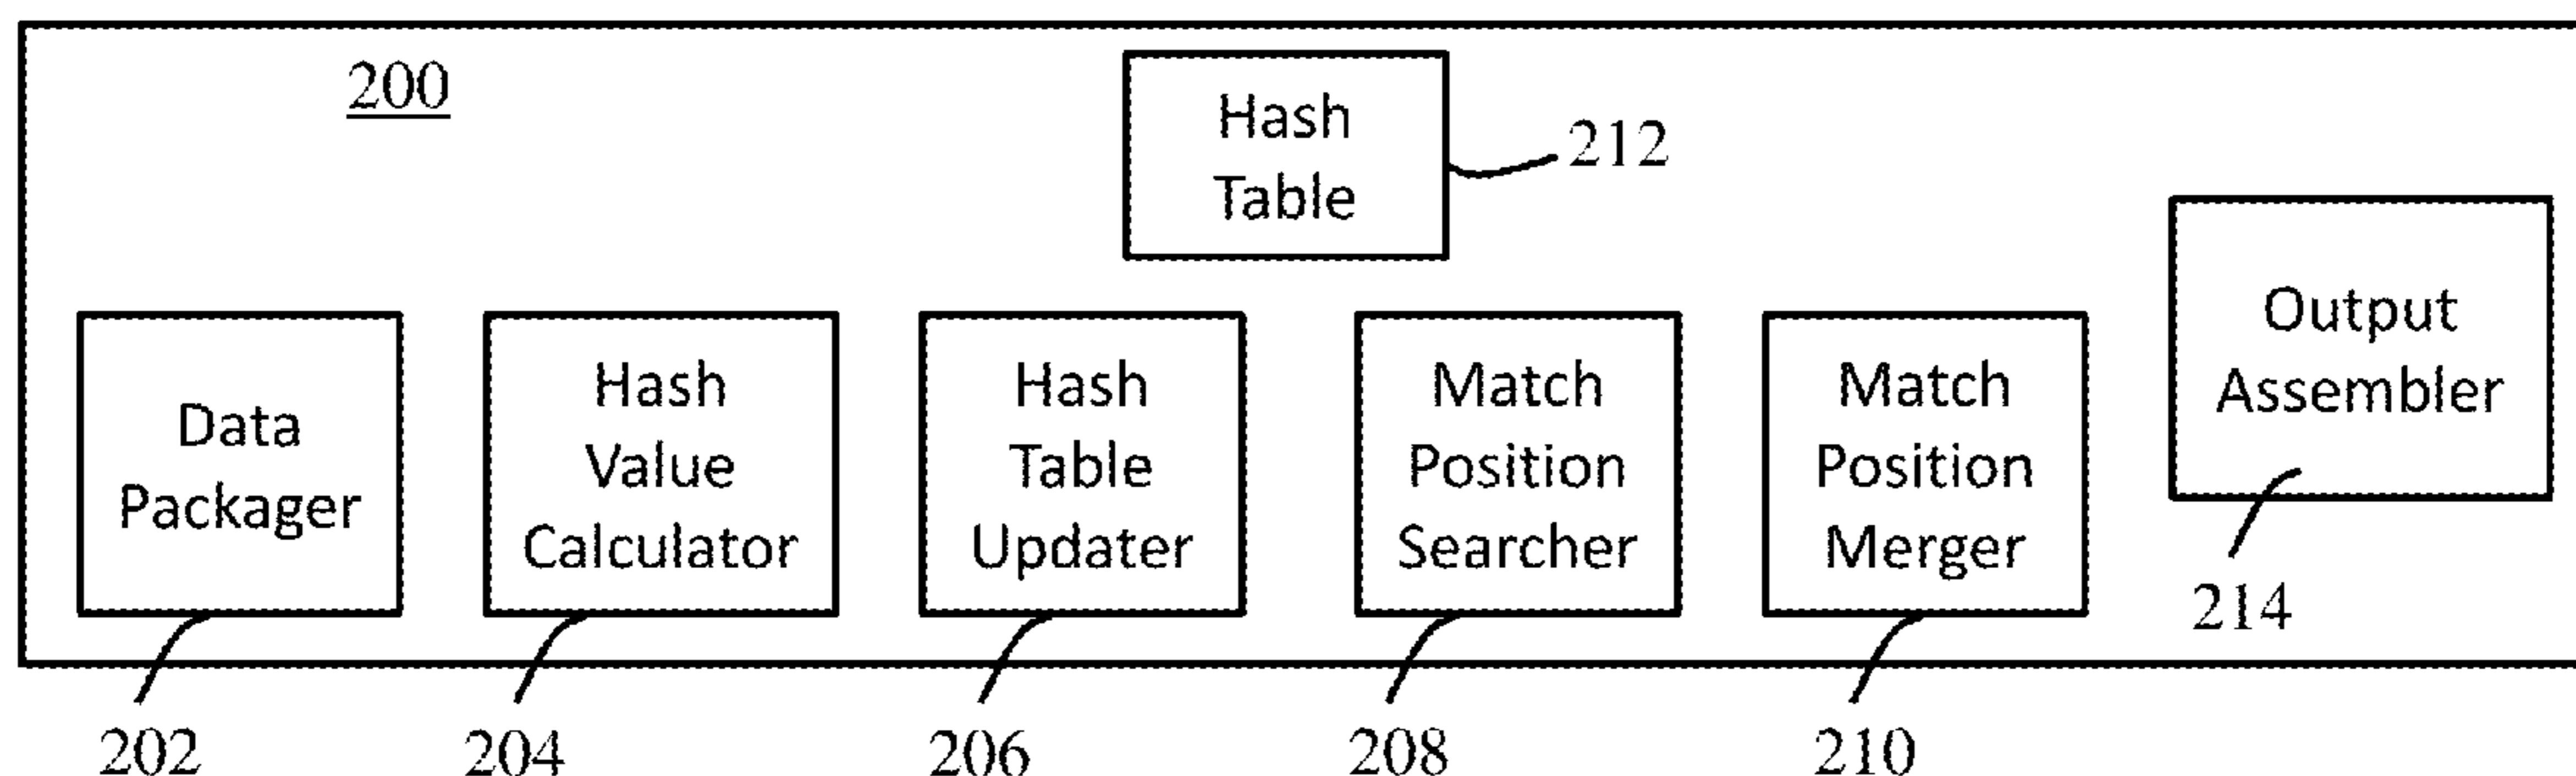 200
Hash
Table
212
Data
Packager
Hash
Value
Calculator
Hash
Table
Updater
Match
Position
Searcher
Match
Position
Merger
Output
Assembler
214
202
204
206
208
210